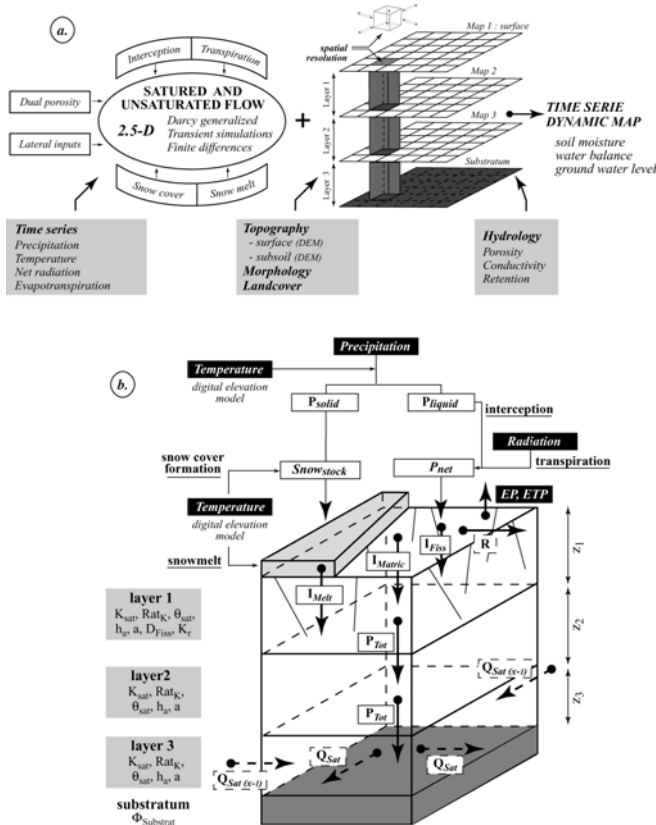 a.
Interception
Transpiration
Dual porosity
Lateral inputs
SATURED AND
UNSATURATED FLOW
2.5-D
Darcy generalized
Transient simulations
Finite differences
Snow cover
Snow melt
+
spatial
resolution
Map 1 : surface
Layer 1
Map 2
Layer 2
Map 3
Layer 3
Substratum
TIME SERIE
DYNAMIC MAP
soil moisture
water balance
ground water level
Time series
Precipitation
Temperature
Net radiation
Evapotranspiration
Topography
- surface (DEM)
- subsoil (DEM)
Morphology
Landcover
Hydrology
Porosity
Conductivity
Retention
b.
Precipitation
Temperature
digital elevation
model
Psolid
Pliquid
interception
Radiation
snow cover
formation
Snowstock
Pnet
transpiration
Temperature
digital elevation
model
EP, ETP
snowmelt
IMelt
IMatric
IFiss
R
z1
layer 1
Ksat, RatK, θsat,
ha, a, DFiss, Kr
PTot
z2
layer2
Ksat, RatK,
θsat, ha, a
PTot
QSat (x-t)
z3
layer 3
Ksat, RatK,
θsat, ha, a
QSat (x-t)
QSat
QSat
substratum
ΦSubstrat